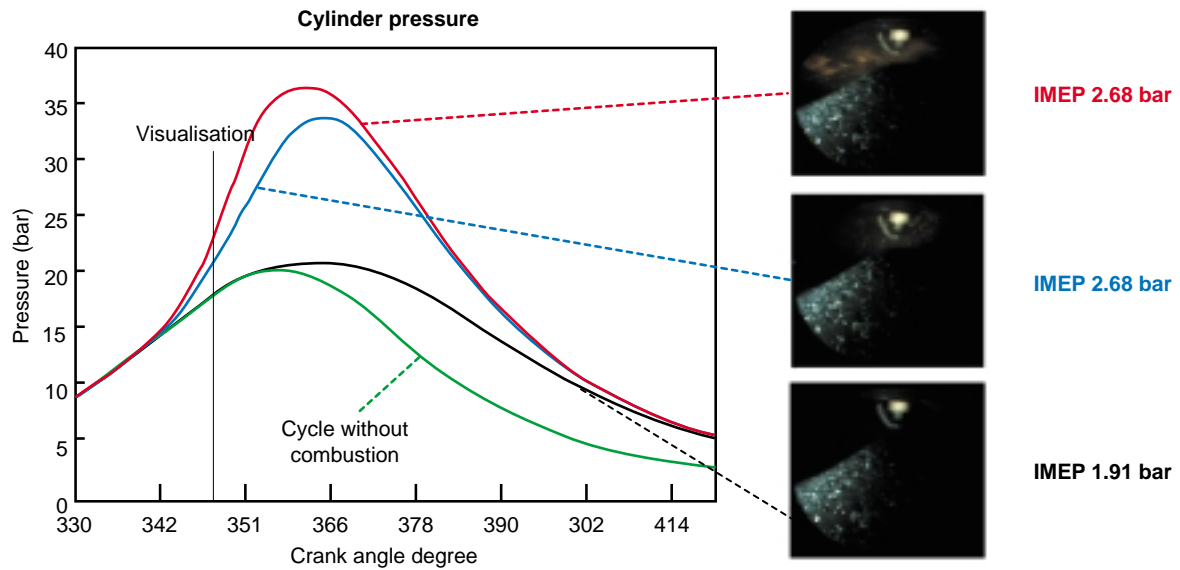 Cylinder pressure
40
35
30
25
20
15
10
5
0
Pressure (bar)
Visualisation
Cycle without
combustion
330
342
351
366
378
390
302
414
Crank angle degree
IMEP 2.68 bar
IMEP 2.68 bar
IMEP 1.91 bar